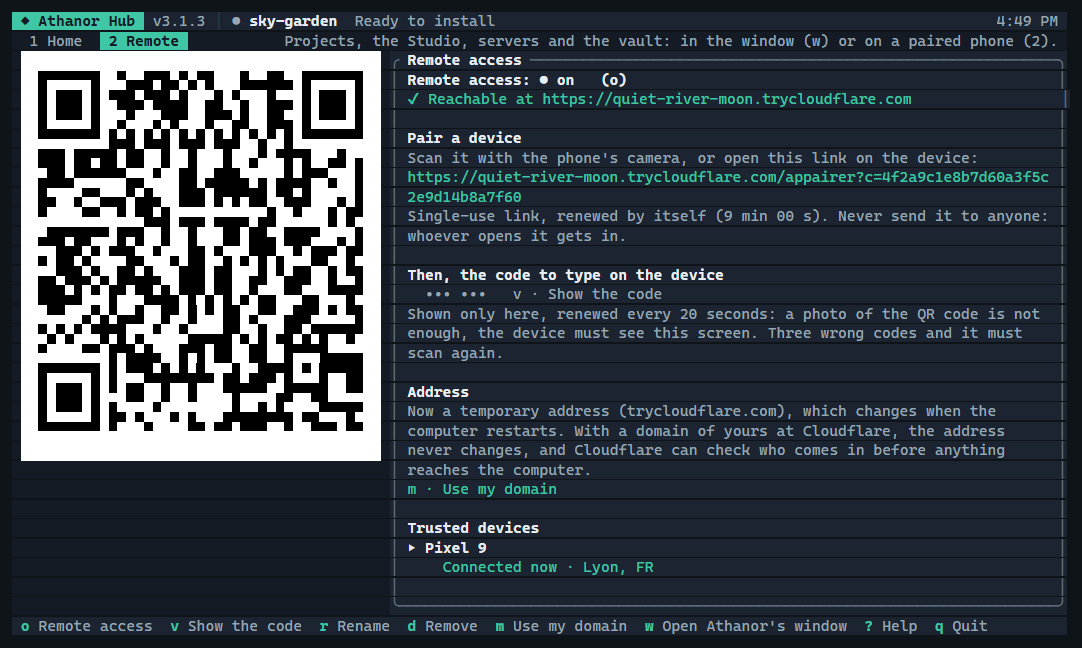 ◆ Athanor Hub v3.1.3 │ ● sky-garden Ready to install 4:49 PM
1 Home 2 Remote Projects, the Studio, servers and the vault: in the window (w) or on a paired phone (2).
Remote access
Remote access: ● on (o)
✓ Reachable at https://quiet-river-moon.trycloudflare.com
Pair a device
Scan it with the phone's camera, or open this link on the device:
https://quiet-river-moon.trycloudflare.com/appairer?c=4f2a9c1e8b7d60a3f5c
2e9d14b8a7f60
Single-use link, renewed by itself (9 min 00 s). Never send it to anyone:
whoever opens it gets in.
Then, the code to type on the device
••• ••• v · Show the code
Shown only here, renewed every 20 seconds: a photo of the QR code is not
enough, the device must see this screen. Three wrong codes and it must
scan again.
Address
Now a temporary address (trycloudflare.com), which changes when the
computer restarts. With a domain of yours at Cloudflare, the address
never changes, and Cloudflare can check who comes in before anything
reaches the computer.
m · Use my domain
Trusted devices
▸ Pixel 9
Connected now · Lyon, FR
o Remote access v Show the code r Rename d Remove m Use my domain w Open Athanor's window ? Help q Quit